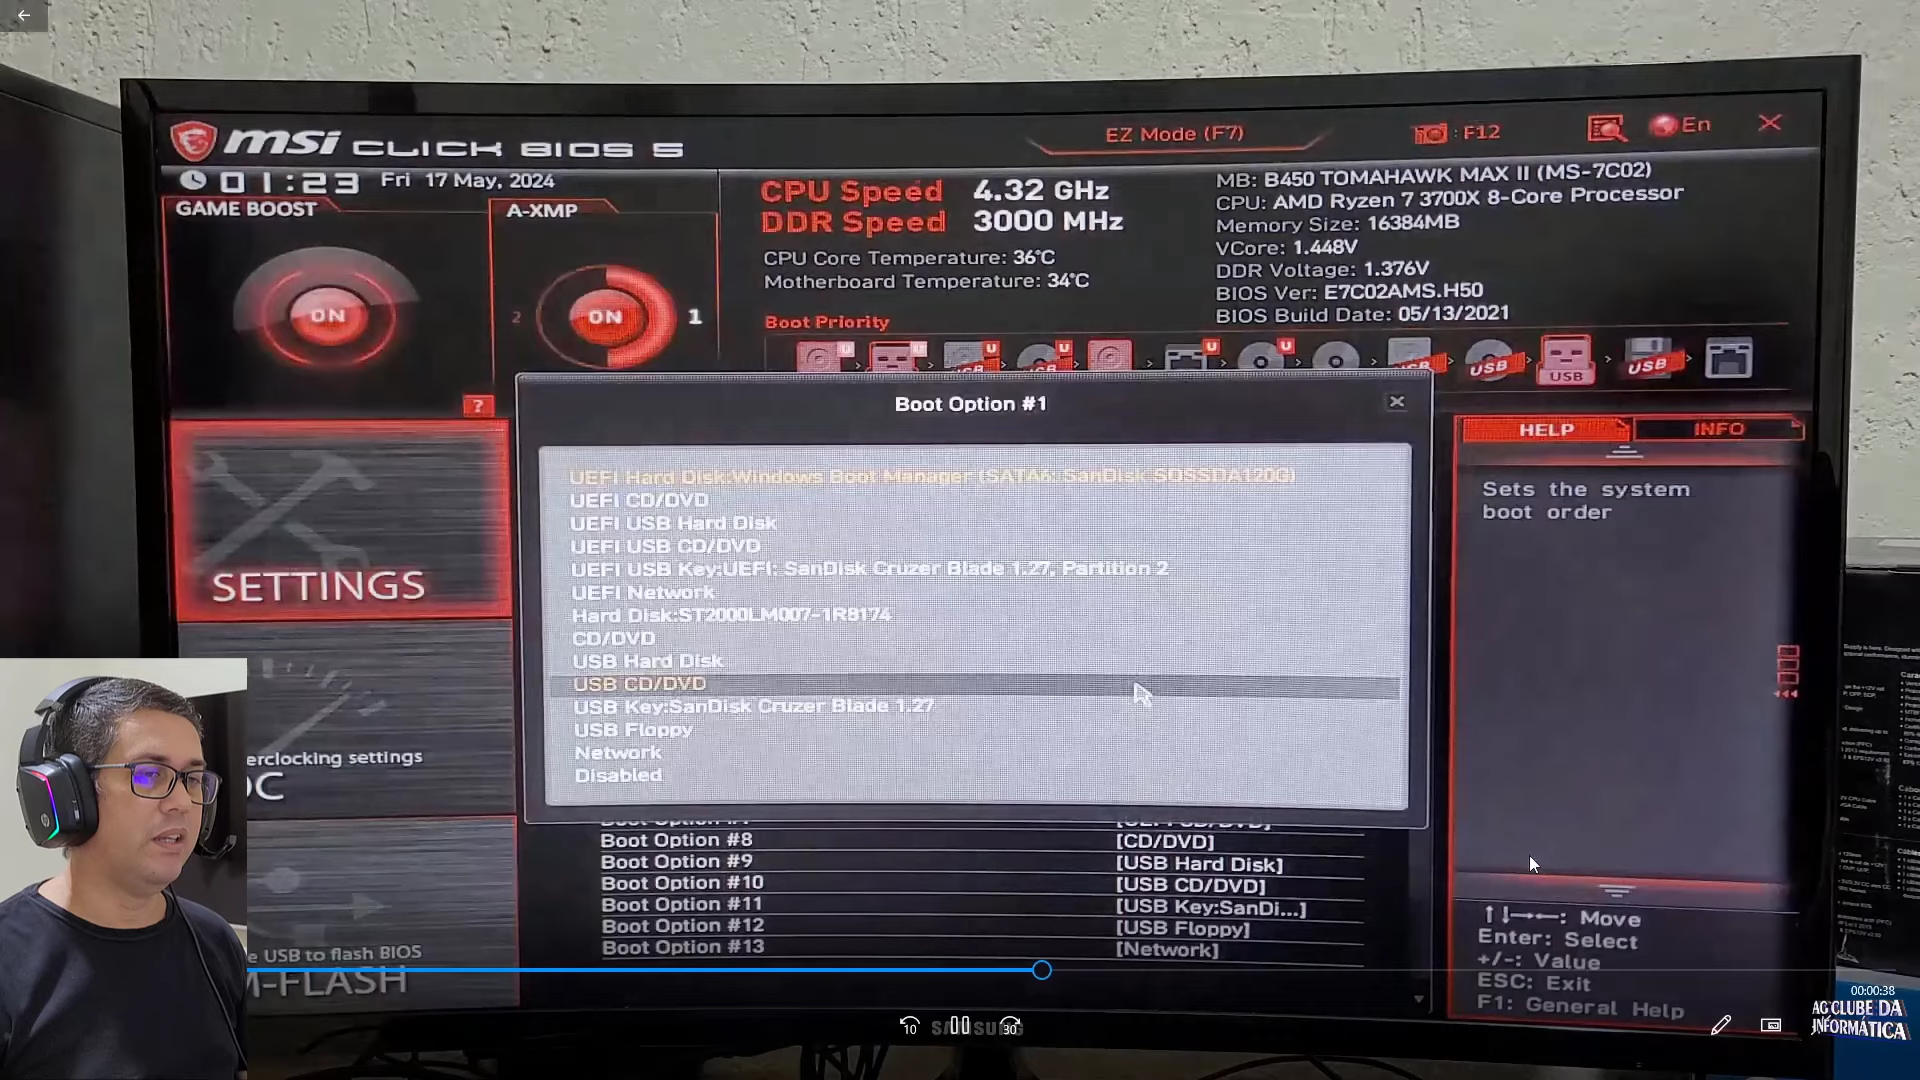 msi CLICK BIOS 5
EZ Mode (F7)
: F12
En
01:23 Fri 17 May, 2024
GAME BOOST
A-XMP
ON
2
ON
1
CPU Speed 4.32 GHz
DDR Speed 3000 MHz
CPU Core Temperature: 36°C
Motherboard Temperature: 34°C
MB: B450 TOMAHAWK MAX II (MS-7C02)
CPU: AMD Ryzen 7 3700X 8-Core Processor
Memory Size: 16384MB
VCore: 1.448V
DDR Voltage: 1.376V
BIOS Ver: E7C02AMS.H50
BIOS Build Date: 05/13/2021
Boot Priority
U U U U U U
USB USB USB USB USB USB
?
Boot Option #1
UEFI Hard Disk:Windows Boot Manager (SATA6: SanDisk SDSSDA120G)
UEFI CD/DVD
UEFI USB Hard Disk
UEFI USB CD/DVD
UEFI USB Key:UEFI: SanDisk Cruzer Blade 1.27, Partition 2
UEFI Network
Hard Disk:ST2000LM007-1R8174
CD/DVD
USB Hard Disk
USB CD/DVD
USB Key:SanDisk Cruzer Blade 1.27
USB Floppy
Network
Disabled
Boot Option #8 [CD/DVD]
Boot Option #9 [USB Hard Disk]
Boot Option #10 [USB CD/DVD]
Boot Option #11 [USB Key:SanDi...]
Boot Option #12 [USB Floppy]
Boot Option #13 [Network]
SETTINGS
erclocking settings
OC
e USB to flash BIOS
M-FLASH
HELP
INFO
Sets the system
boot order
↑↓→←: Move
Enter: Select
+/-: Value
ESC: Exit
F1: General Help
00:00:38
10
30
SAMSUNG
AG CLUBE DA
INFORMÁTICA